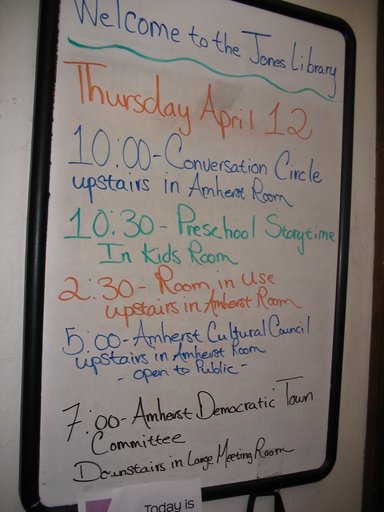 Welcome to the Jones Library
Thursday April 12
10:00-Conversation Circle
upstairs in Amherst Room
10:30-Preschool Storytime
In Kids Room
2:30-Room in Use
upstairs in Amherst Room
5:00-Amherst Cultural Council
upstairs in Amherst Room
- open to Public -
7:00-Amherst Democratic Town
Committee
Downstairs in Large Meeting Room
Today is